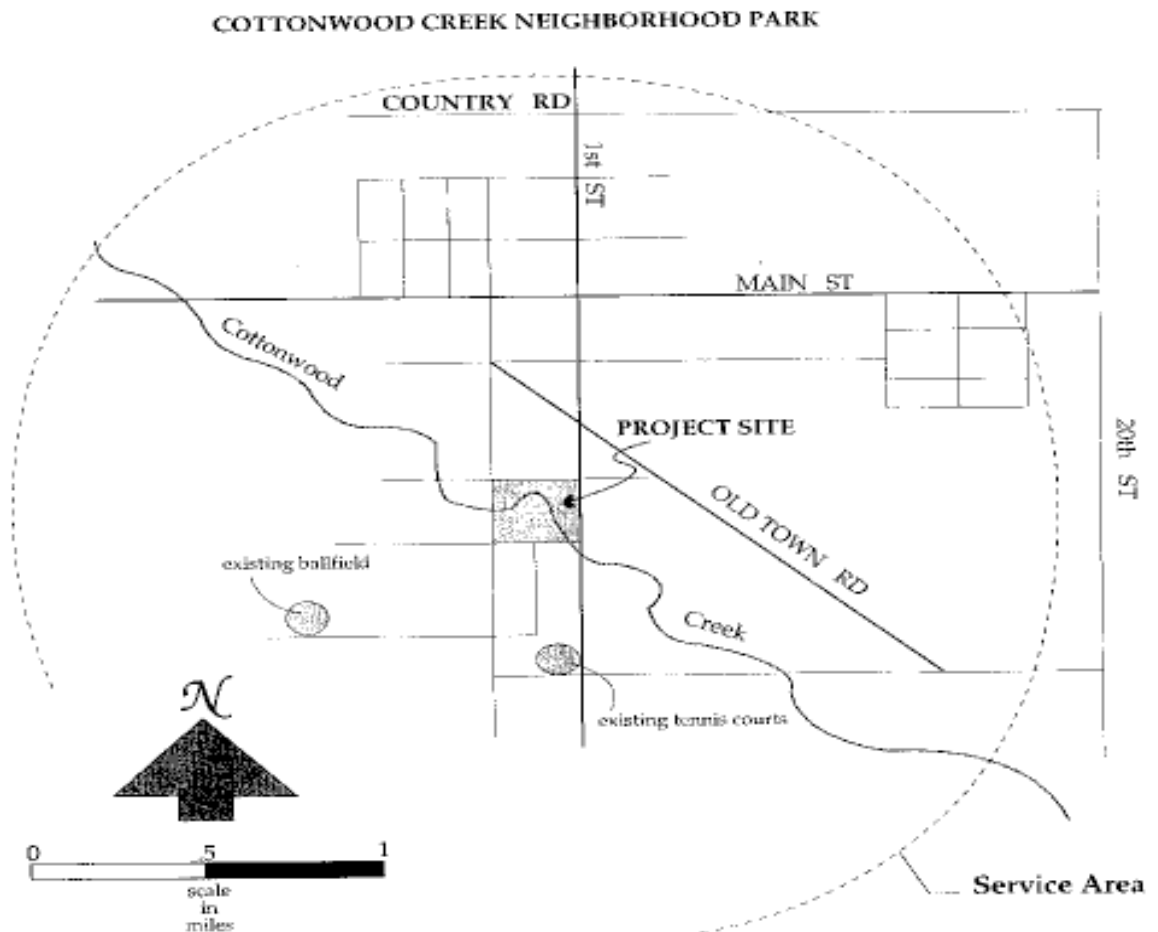 COTTONWOOD CREEK NEIGHBORHOOD PARK
COUNTRY RD
1st ST
MAIN ST
Cottonwood
PROJECT SITE
20th ST
OLD TOWN RD
existing ballfield
Creek
N
existing tennis courts
0 .5 1
scale
in
miles
Service Area